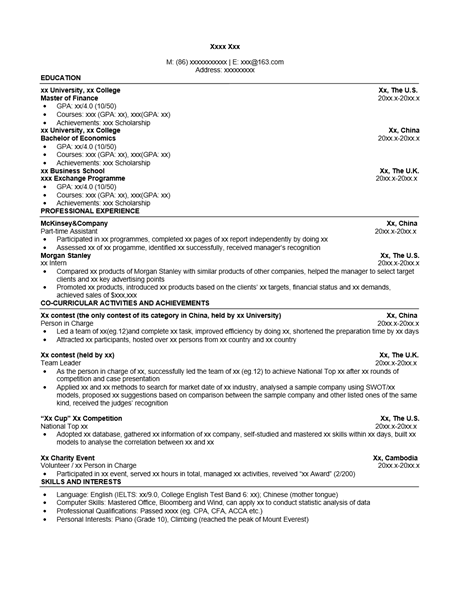 Xxxx Xxx
M: (86) xxxxxxxxxxx | E: xxx@163.com
Address: xxxxxxxxx
EDUCATION
xx University, xx College Xx, The U.S.
Master of Finance 20xx.x-20xx.x
• GPA: xx/4.0 (10/50)
• Courses: xxx (GPA: xx), xxx(GPA: xx)
• Achievements: xxx Scholarship
xx University, xx College Xx, China
Bachelor of Economics 20xx.x-20xx.x
• GPA: xx/4.0 (10/50)
• Courses: xxx (GPA: xx), xxx(GPA: xx)
• Achievements: xxx Scholarship
xx Business School Xx, The U.K.
xxx Exchange Programme 20xx.x-20xx.x
• GPA: xx/4.0 (10/50)
• Courses: xxx (GPA: xx), xxx(GPA: xx)
• Achievements: xxx Scholarship
PROFESSIONAL EXPERIENCE
McKinsey&Company Xx, China
Part-time Assistant 20xx.x-20xx.x
• Participated in xx programmes, completed xx pages of xx report independently by doing xx
• Assessed xx of xx progamme, identified xx successfully, received manager's recognition
Morgan Stanley Xx, The U.S.
xx Intern 20xx.x-20xx.x
• Compared xx products of Morgan Stanley with similar products of other companies, helped the manager to select target
clients and xx key advertising points
• Promoted xx products, introduced xx products based on the clients' xx targets, financial status and xx demands,
achieved sales of $xxx,xxx
CO-CURRICULAR ACTIVITIES AND ACHIEVEMENTS
Xx contest (the only contest of its category in China, held by xx University) Xx, China
Person in Charge 20xx.x-20xx.x
• Led a team of xx(eg.12)and complete xx task, improved efficiency by doing xx, shortened the preparation time by xx days
• Attracted xx participants, hosted over xx persons from xx country and xx country
Xx contest (held by xx) Xx, The U.K.
Team Leader 20xx.x-20xx.x
• As the person in charge of xx, successfully led the team of xx (eg.12) to achieve National Top xx after xx rounds of
competition and case presentation
• Applied xx and xx methods to search for market date of xx industry, analysed a sample company using SWOT/xx
models, proposed xx suggestions based on comparison between the sample company and other listed ones of the same
kind, received the judges' recognition
"Xx Cup" Xx Competition Xx, The U.S.
National Top xx 20xx.x-20xx.x
• Adopted xx database, gathered xx information of xx company, self-studied and mastered xx skills within xx days, built xx
models to analyse the correlation between xx and xx
Xx Charity Event Xx, Cambodia
Volunteer / xx Person in Charge 20xx.x-20xx.x
• Participated in xx event, served xx hours in total, managed xx activities, received "xx Award" (2/200)
SKILLS AND INTERESTS
• Language: English (IELTS: xx/9.0, College English Test Band 6: xx); Chinese (mother tongue)
• Computer Skills: Mastered Office, Bloomberg and Wind, can apply xx to conduct statistic analysis of data
• Professional Qualifications: Passed xxxx (eg. CPA, CFA, ACCA etc.)
• Personal Interests: Piano (Grade 10), Climbing (reached the peak of Mount Everest)